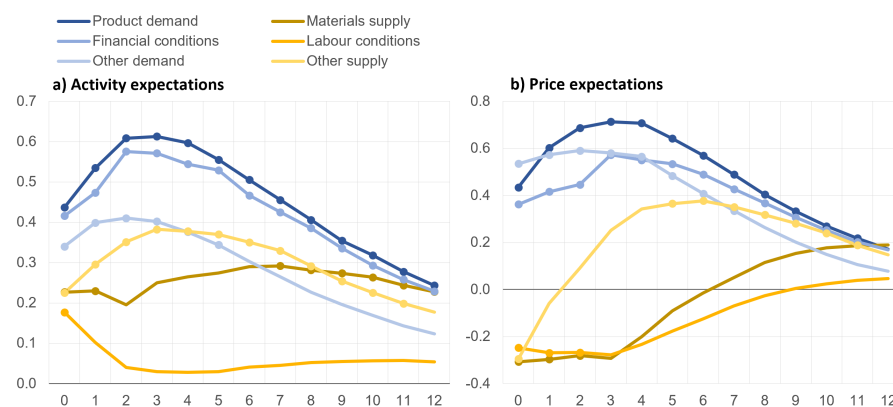 Product demand Materials supply
Financial conditions Labour conditions
Other demand Other supply
a) Activity expectations b) Price expectations
0.7 0.8
0.6
0.6
0.5
0.4
0.4
0.2
0.3
0.0
0.2
-0.2
0.1
0.0 -0.4
0 1 2 3 4 5 6 7 8 9 10 11 12 0 1 2 3 4 5 6 7 8 9 10 11 12